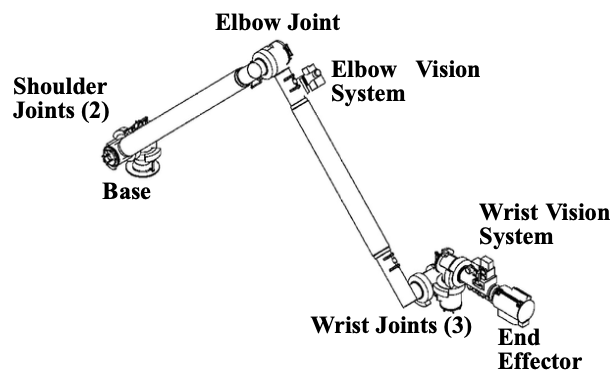 Elbow Joint
Elbow Vision
System
Shoulder
Joints (2)
Base
Wrist Vision
System
Wrist Joints (3)
End
Effector